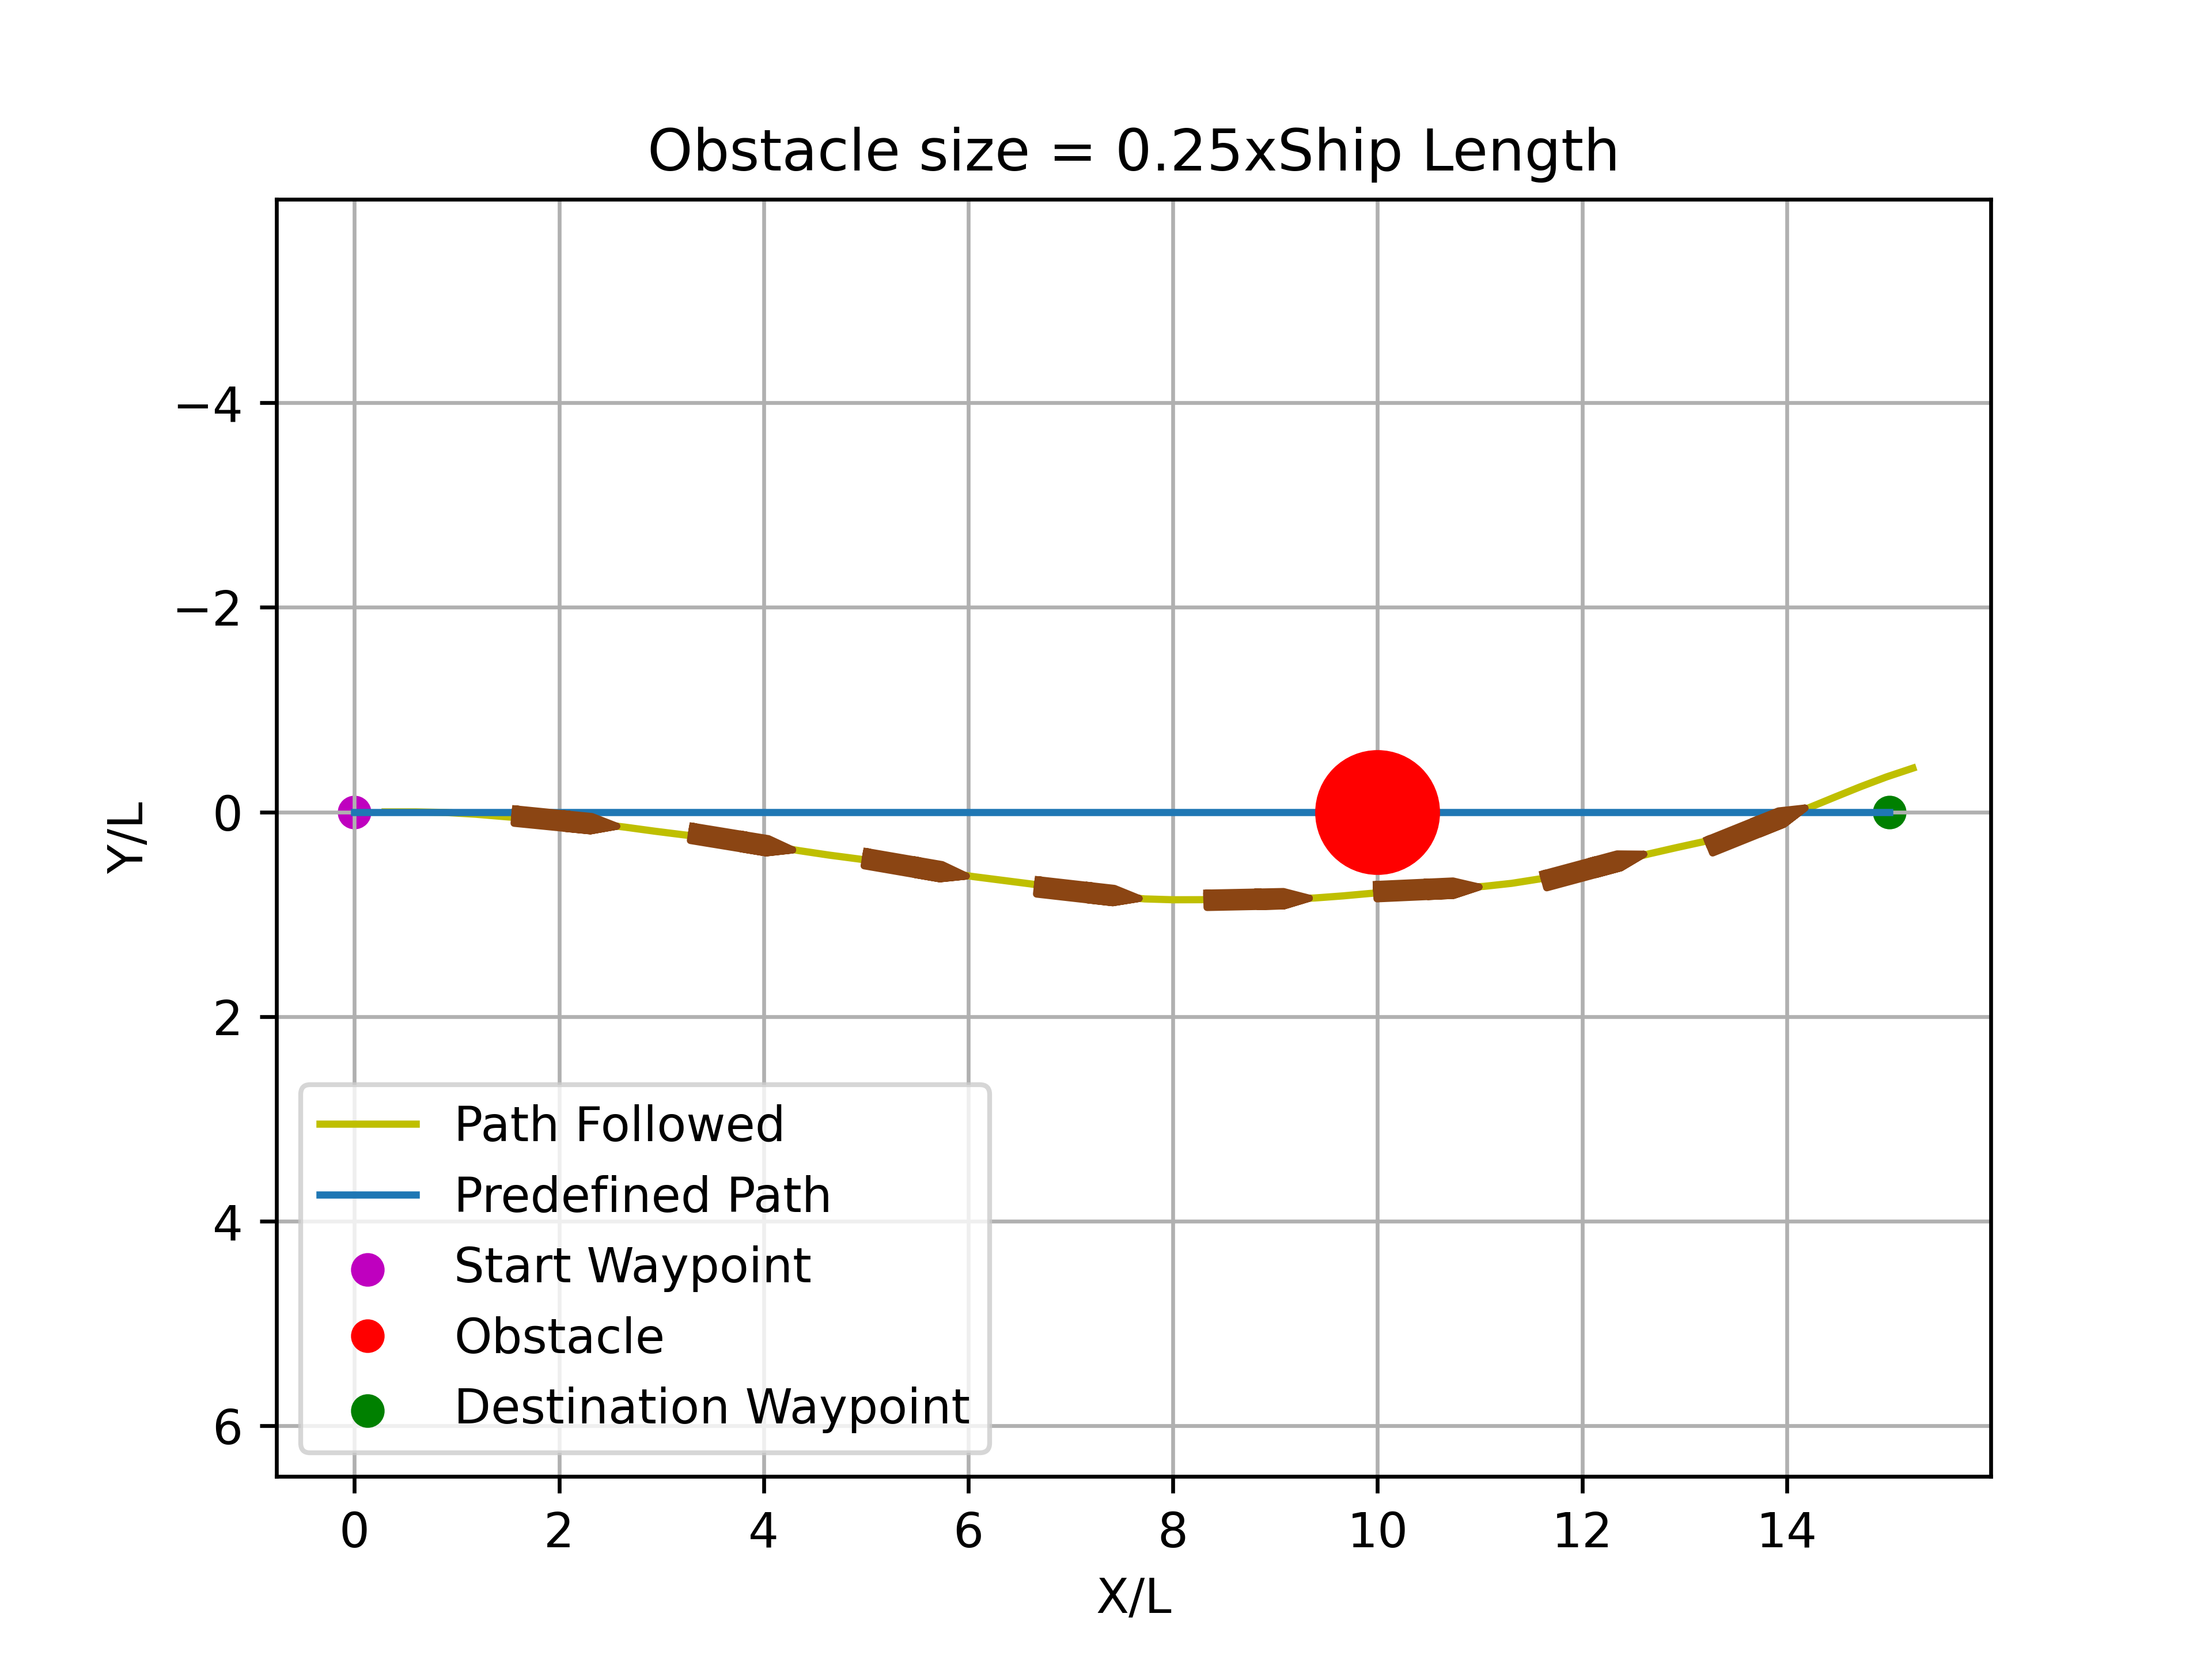 Obstacle size = 0.25xShip Length
Y/L
−4
−2
0
2
4
6
Path Followed
Predefined Path
Start Waypoint
Obstacle
Destination Waypoint
0 2 4 6 8 10 12 14
X/L